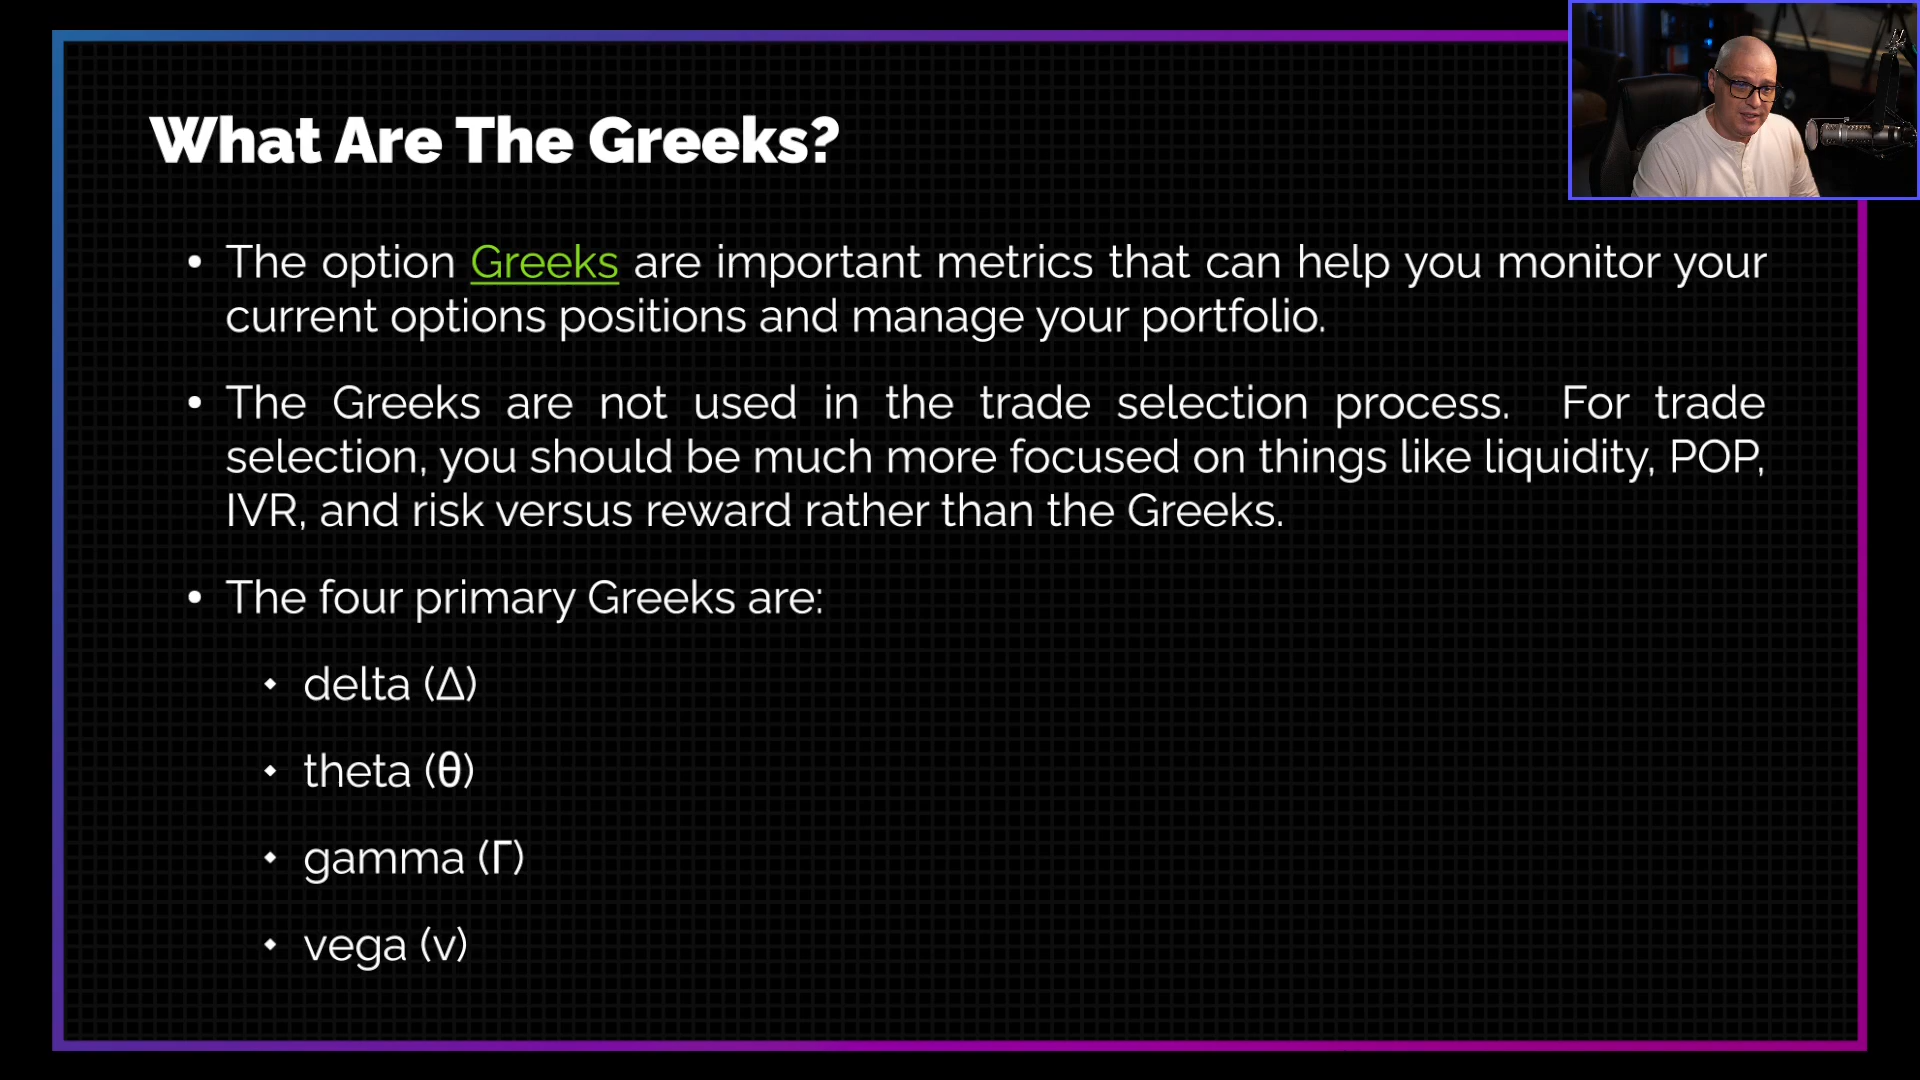 What Are The Greeks?
• The option Greeks are important metrics that can help you monitor your
current options positions and manage your portfolio.
• The Greeks are not used in the trade selection process. For trade
selection, you should be much more focused on things like liquidity, POP,
IVR, and risk versus reward rather than the Greeks.
• The four primary Greeks are:
◆ delta (Δ)
◆ theta (θ)
◆ gamma (Γ)
◆ vega (v)